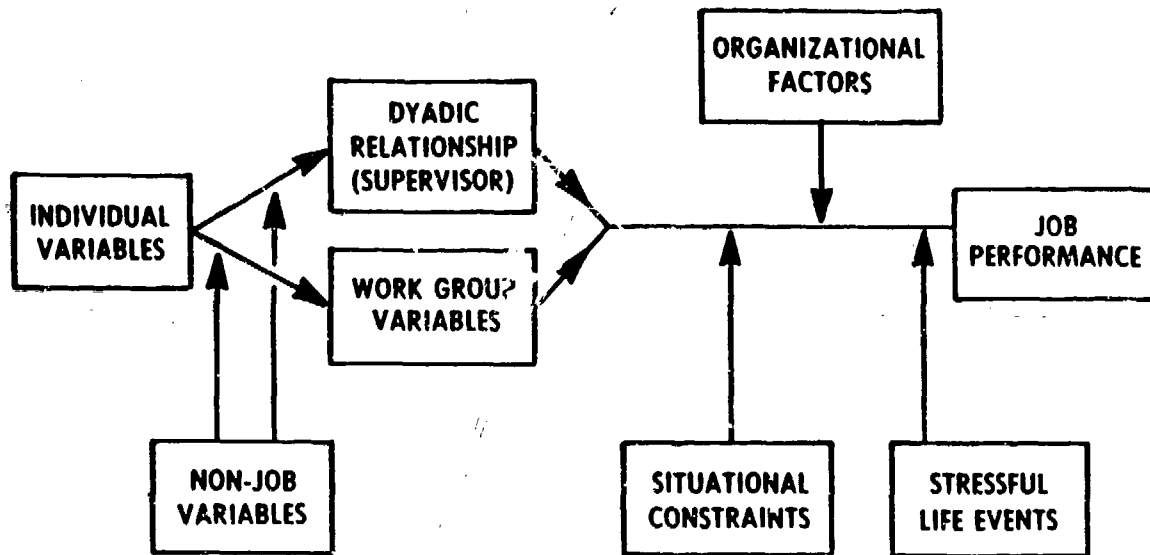 ORGANIZATIONAL
FACTORS
DYADIC
RELATIONSHIP
(SUPERVISOR)
INDIVIDUAL
VARIABLES
WORK GROUP
VARIABLES
JOB
PERFORMANCE
NON-JOB
VARIABLES
SITUATIONAL
CONSTRAINTS
STRESSFUL
LIFE EVENTS